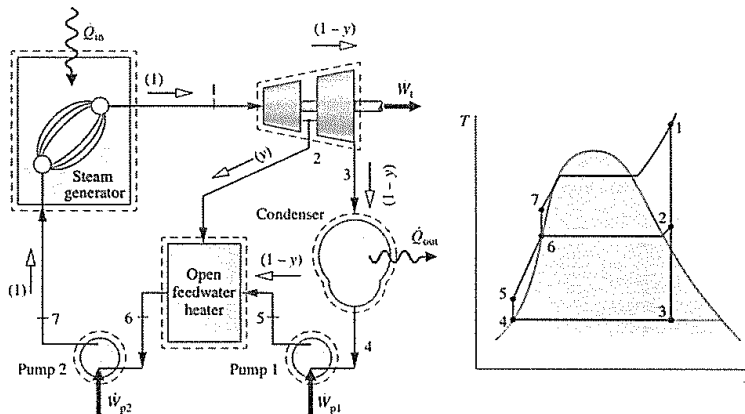 Q̇in
(1 – y)
(1)
1
Ẇt
(y)
2
3
(1 – y)
Steam
generator
Condenser
Q̇out
(1 – y)
Open
feedwater
heater
(1)
7
6
5
4
Pump 2
Pump 1
Ẇp2
Ẇp1
T
1
7
2
6
5
4
3